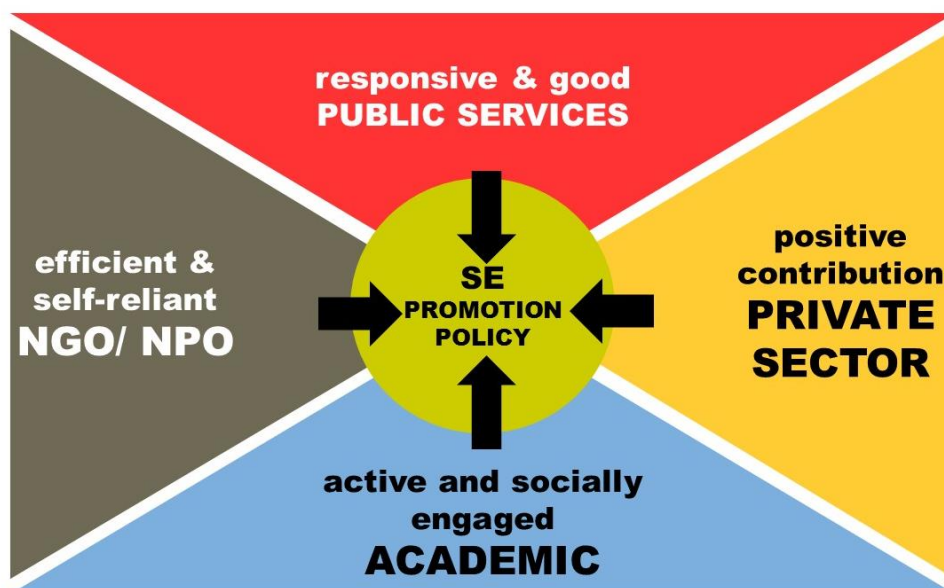 responsive & good
PUBLIC SERVICES
efficient &
self-reliant
NGO/ NPO
SE
PROMOTION
POLICY
positive
contribution
PRIVATE
SECTOR
active and socially
engaged
ACADEMIC